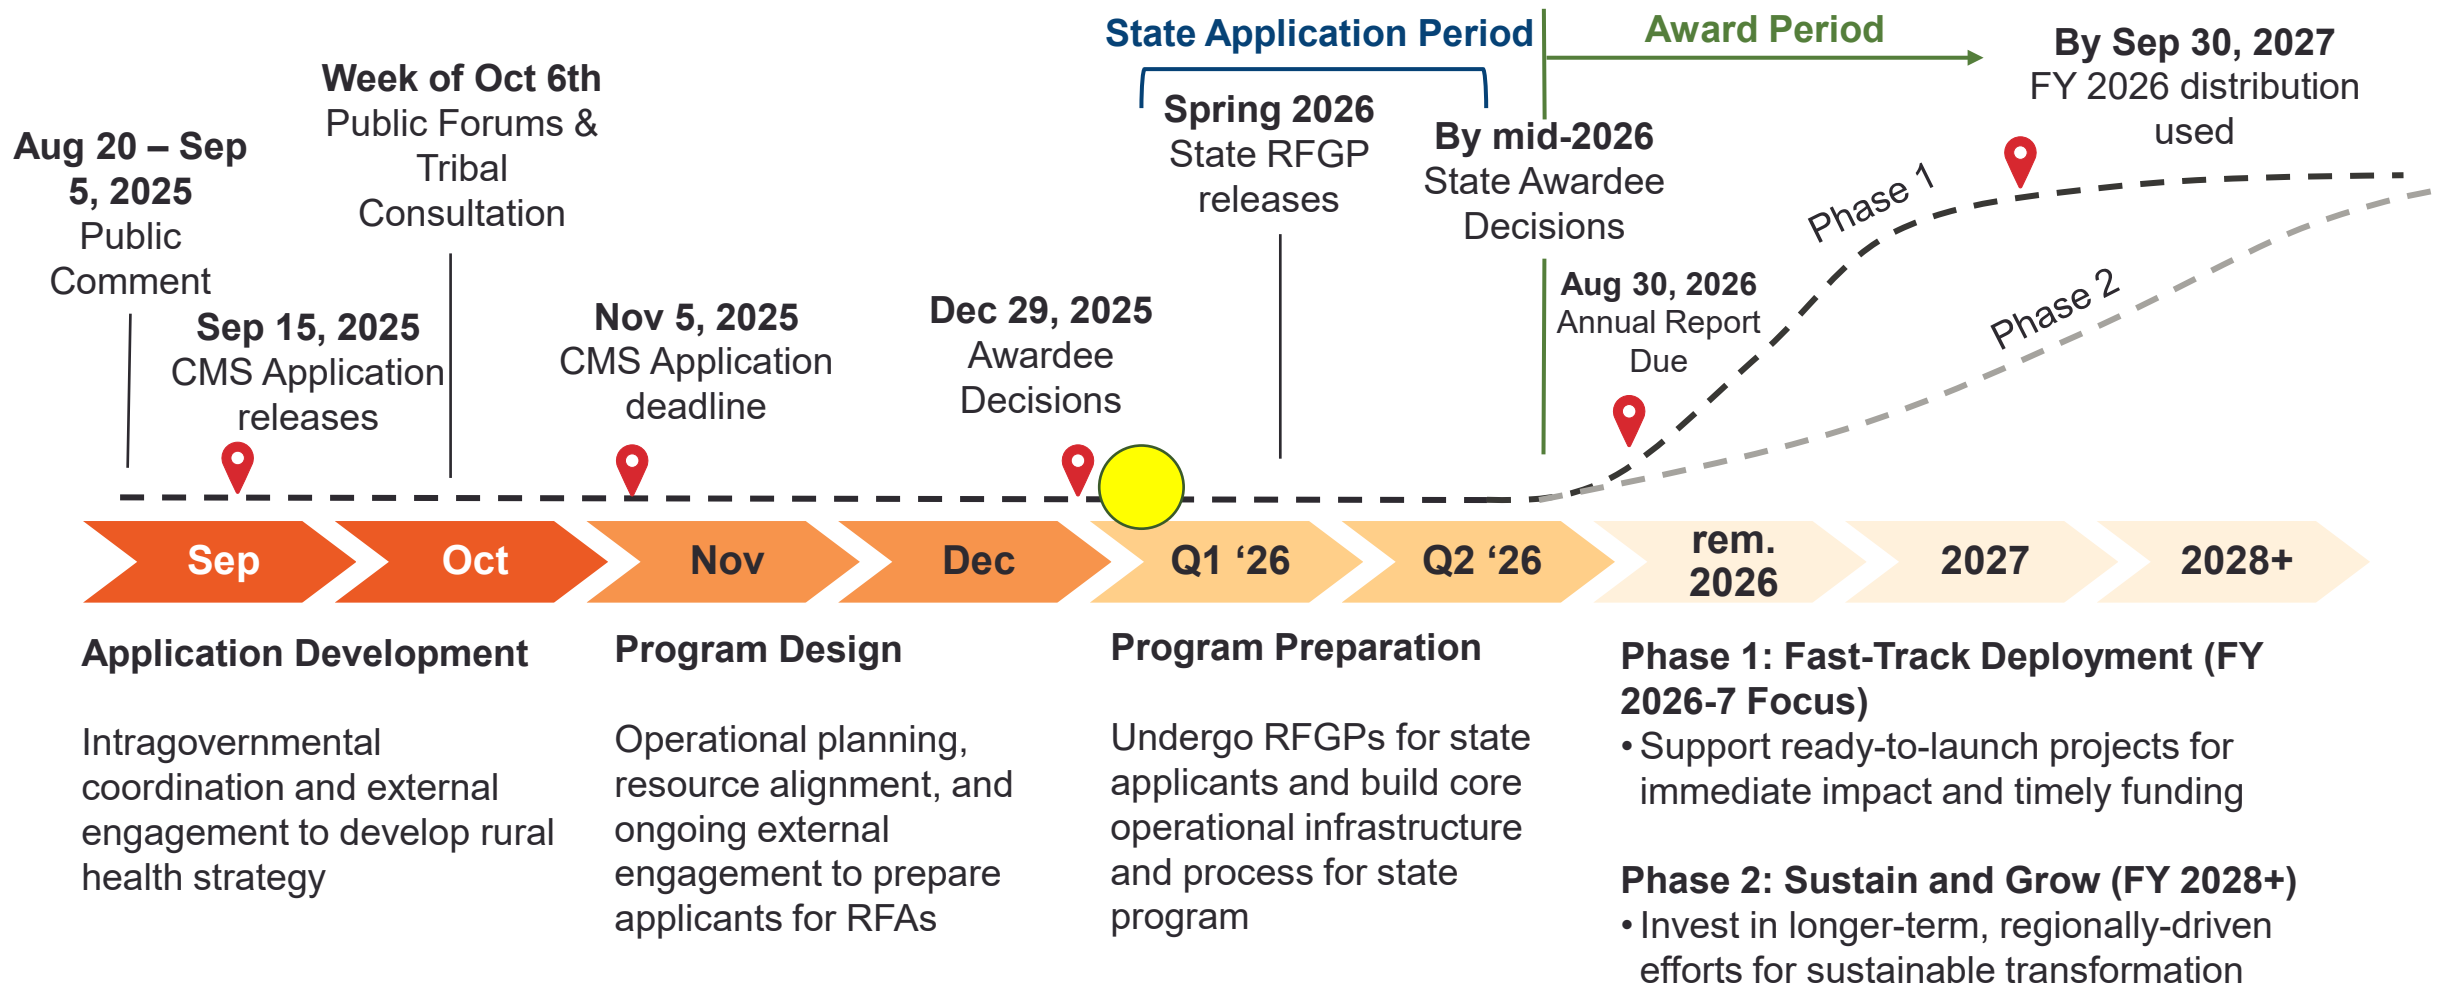 State Application Period
Award Period
Aug 20 – Sep
5, 2025
Public
Comment
Sep 15, 2025
CMS Application
releases
Week of Oct 6th
Public Forums &
Tribal
Consultation
Nov 5, 2025
CMS Application
deadline
Dec 29, 2025
Awardee
Decisions
Spring 2026
State RFGP
releases
By mid-2026
State Awardee
Decisions
Aug 30, 2026
Annual Report
Due
Phase 1
Phase 2
By Sep 30, 2027
FY 2026 distribution
used
Sep
Oct
Nov
Dec
Q1 ‘26
Q2 ‘26
rem.
2026
2027
2028+
Application Development
Intragovernmental
coordination and external
engagement to develop rural
health strategy
Program Design
Operational planning,
resource alignment, and
ongoing external
engagement to prepare
applicants for RFAs
Program Preparation
Undergo RFGPs for state
applicants and build core
operational infrastructure
and process for state
program
Phase 1: Fast-Track Deployment (FY
2026-7 Focus)
• Support ready-to-launch projects for
immediate impact and timely funding
Phase 2: Sustain and Grow (FY 2028+)
• Invest in longer-term, regionally-driven
efforts for sustainable transformation